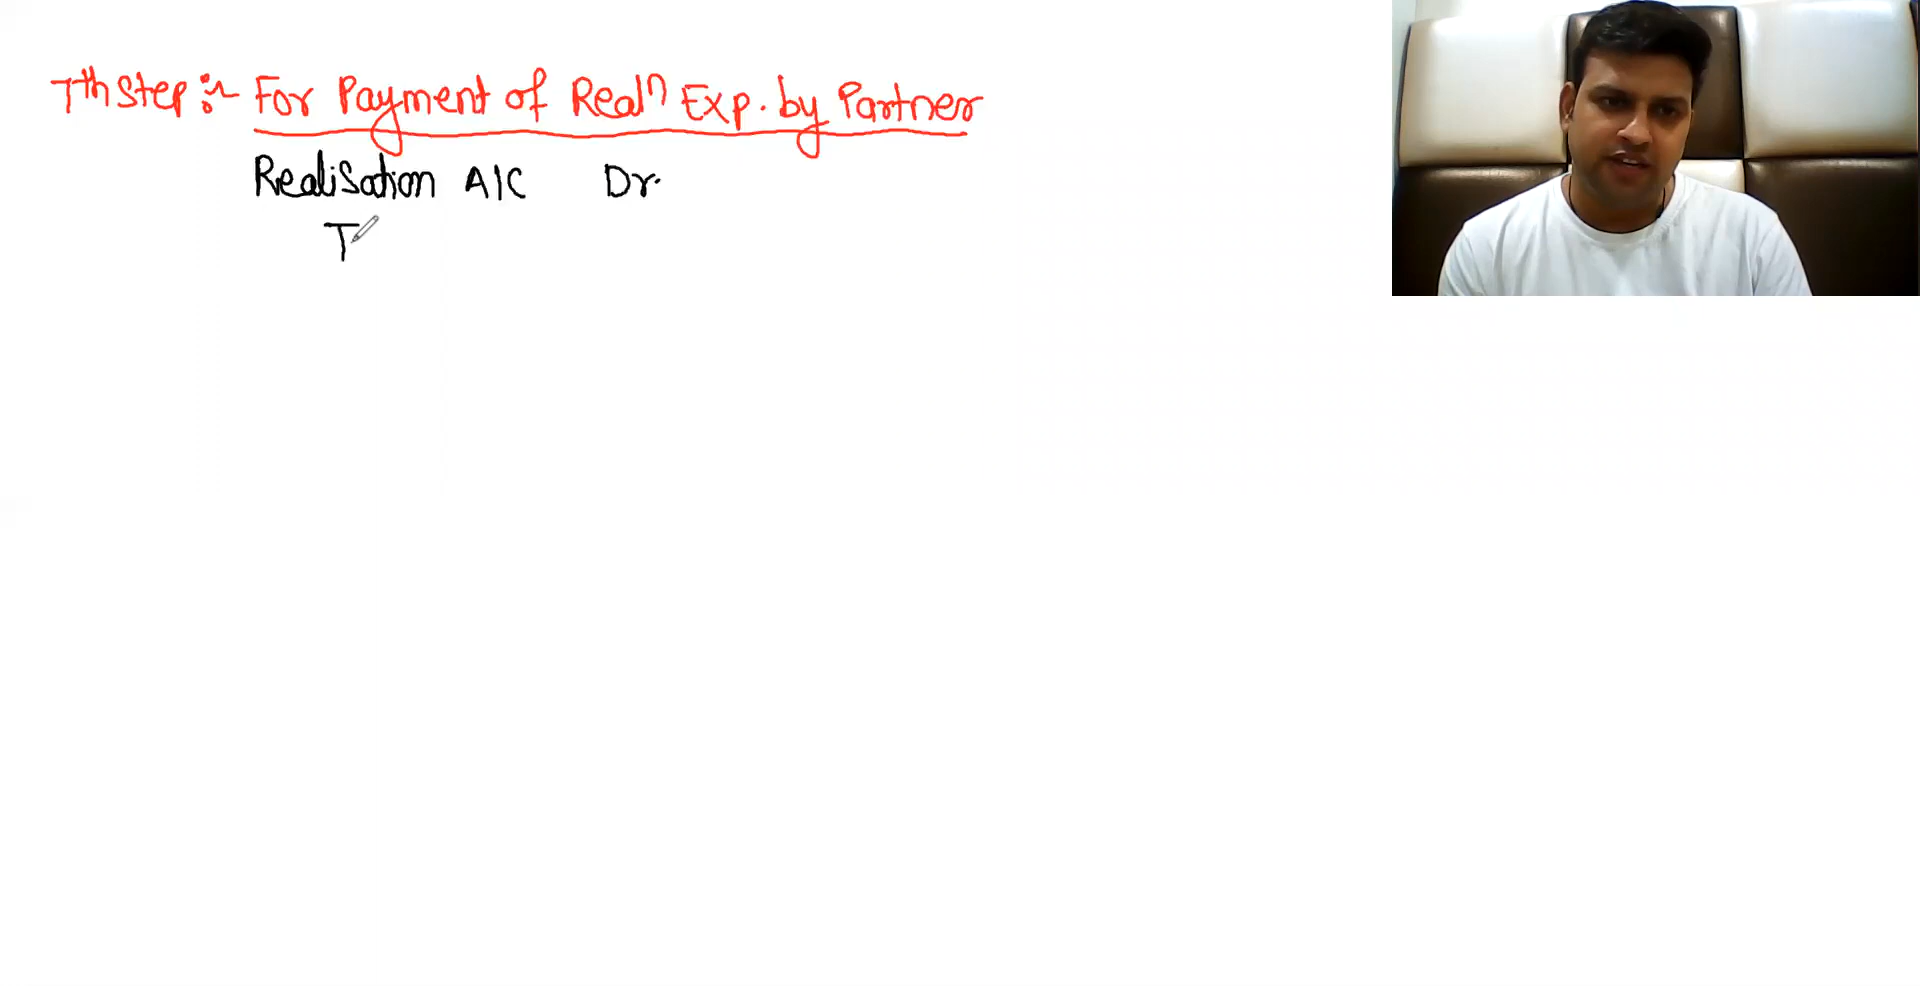 7th Step :- For Payment of Realn Exp. by Partner
Realisation A/C Dr.
T